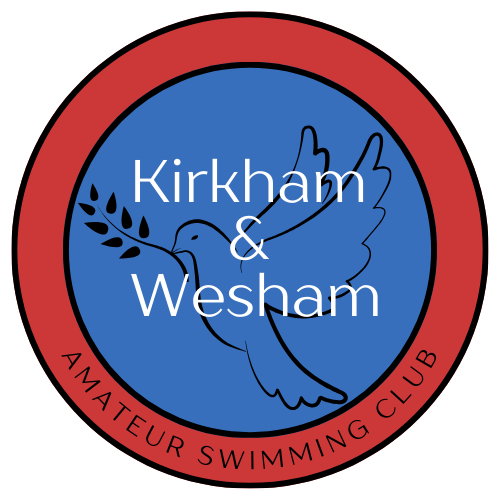 Kirkham
&
Wesham
AMATEUR SWIMMING CLUB